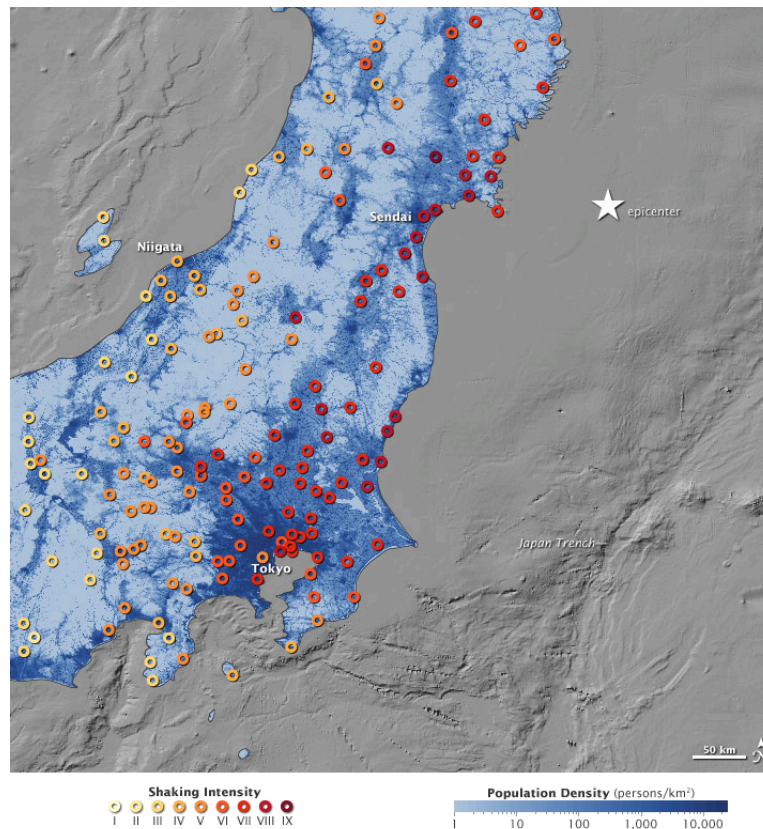 Sendai
epicenter
Niigata
Japan Trench
Tokyo
50 km
Shaking Intensity
I II III IV V VI VII VIII IX
Population Density (persons/km²)
1 10 100 1,000 10,000